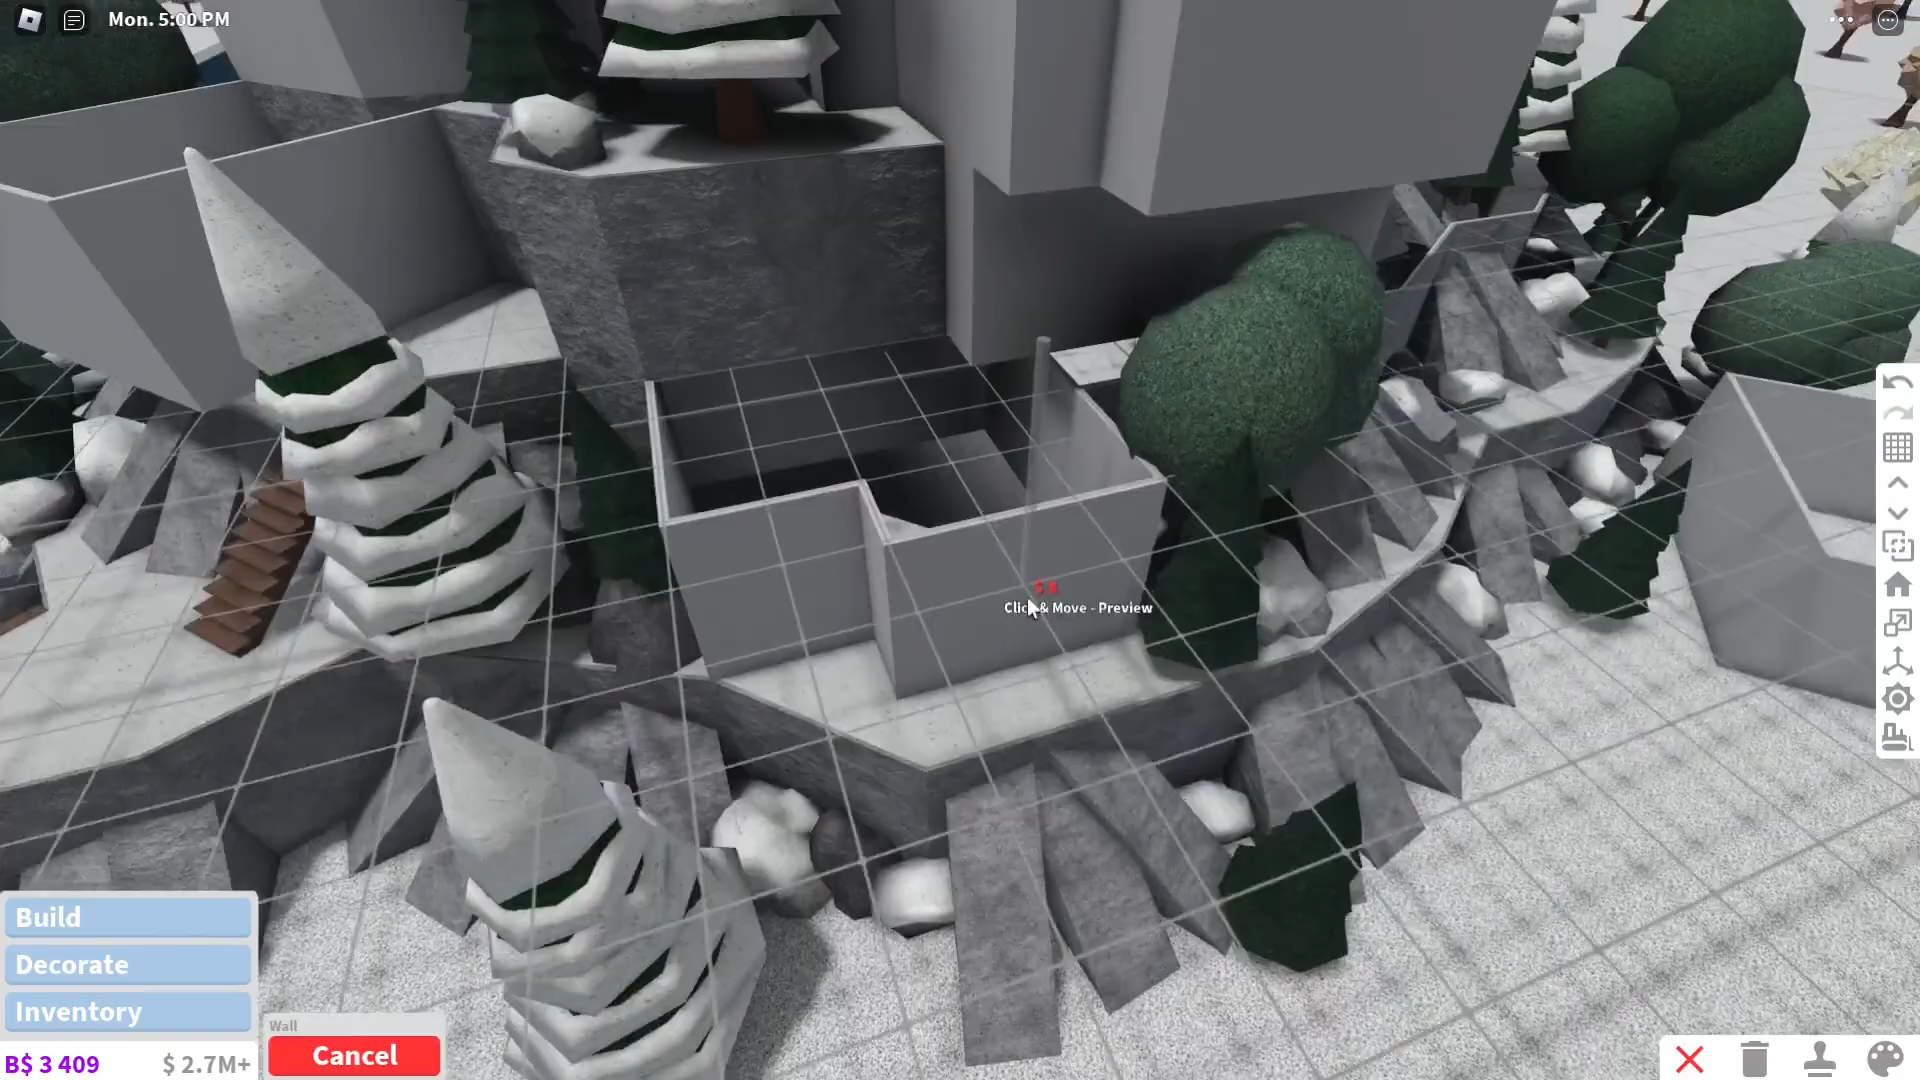 Mon. 5:00 PM
Click & Move - Preview
Build
Decorate
Inventory
Wall
Cancel
B$ 3 409
$ 2.7M+